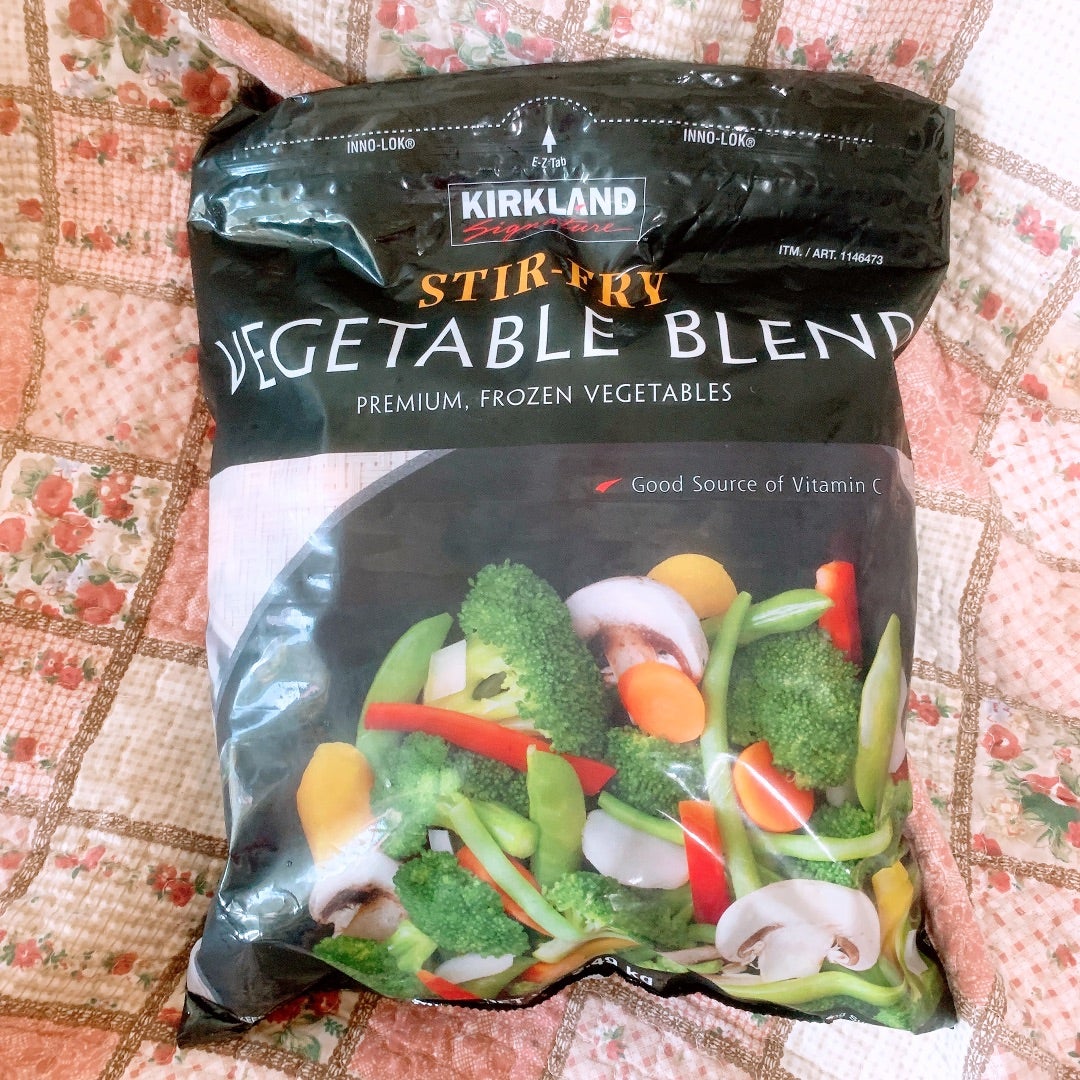 INNO-LOK® INNO-LOK®
E-Z Tab
KIRKLAND
Signature
ITM. / ART. 1146473
STIR-FRY
VEGETABLE BLEND
PREMIUM, FROZEN VEGETABLES
Good Source of Vitamin C
kg